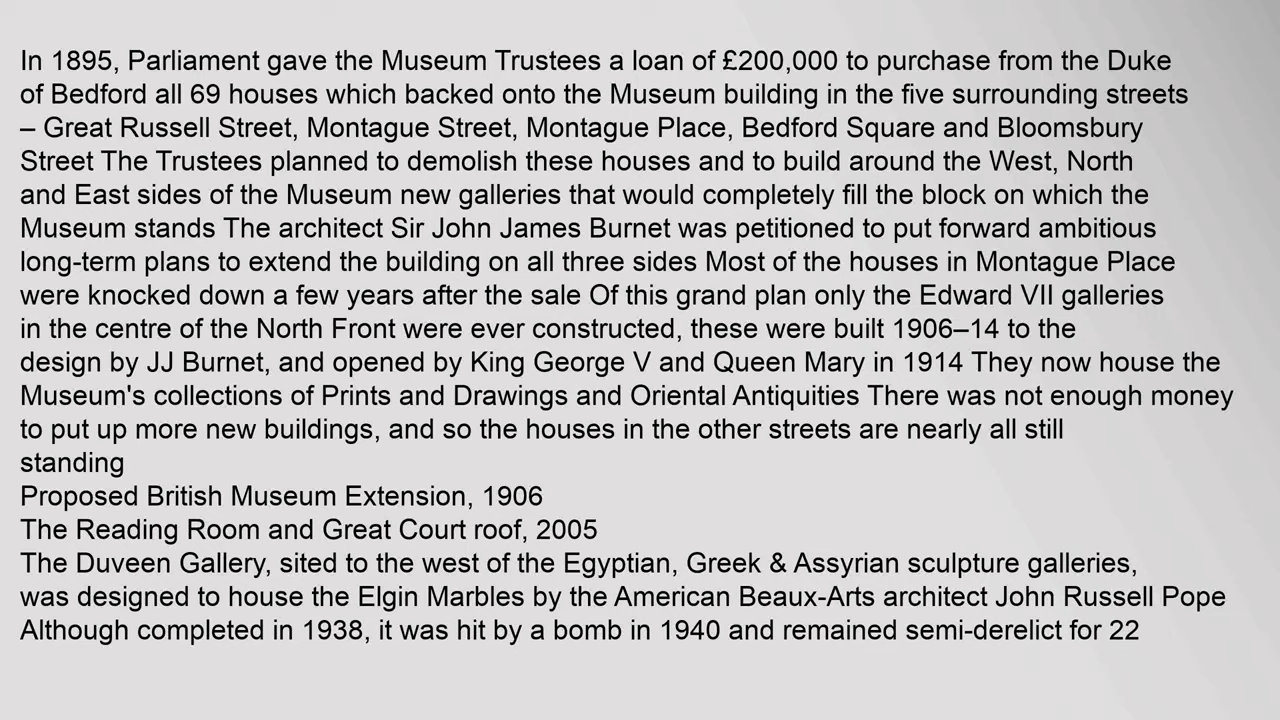 In 1895, Parliament gave the Museum Trustees a loan of £200,000 to purchase from the Duke
of Bedford all 69 houses which backed onto the Museum building in the five surrounding streets
– Great Russell Street, Montague Street, Montague Place, Bedford Square and Bloomsbury
Street The Trustees planned to demolish these houses and to build around the West, North
and East sides of the Museum new galleries that would completely fill the block on which the
Museum stands The architect Sir John James Burnet was petitioned to put forward ambitious
long-term plans to extend the building on all three sides Most of the houses in Montague Place
were knocked down a few years after the sale Of this grand plan only the Edward VII galleries
in the centre of the North Front were ever constructed, these were built 1906–14 to the
design by JJ Burnet, and opened by King George V and Queen Mary in 1914 They now house the
Museum's collections of Prints and Drawings and Oriental Antiquities There was not enough money
to put up more new buildings, and so the houses in the other streets are nearly all still
standing
Proposed British Museum Extension, 1906
The Reading Room and Great Court roof, 2005
The Duveen Gallery, sited to the west of the Egyptian, Greek & Assyrian sculpture galleries,
was designed to house the Elgin Marbles by the American Beaux-Arts architect John Russell Pope
Although completed in 1938, it was hit by a bomb in 1940 and remained semi-derelict for 22